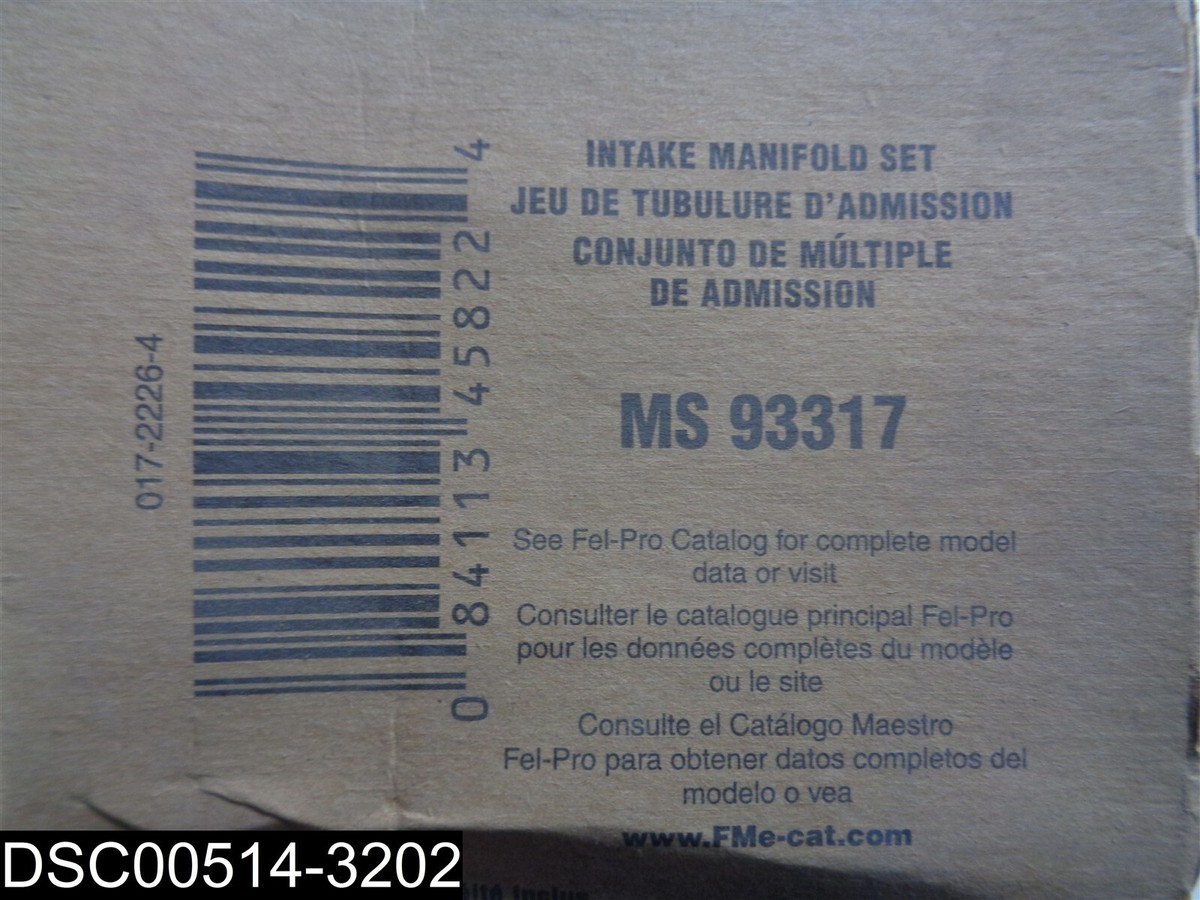 INTAKE MANIFOLD SET
JEU DE TUBULURE D'ADMISSION
CONJUNTO DE MÚLTIPLE
DE ADMISSION
MS 93317
See Fel-Pro Catalog for complete model
data or visit
Consulter le catalogue principal Fel-Pro
pour les données complètes du modèle
ou le site
Consulte el Catálogo Maestro
Fel-Pro para obtener datos completos del
modelo o vea
www.FMe-cat.com
017-2226-4
0 84113 45822 4
DSC00514-3202